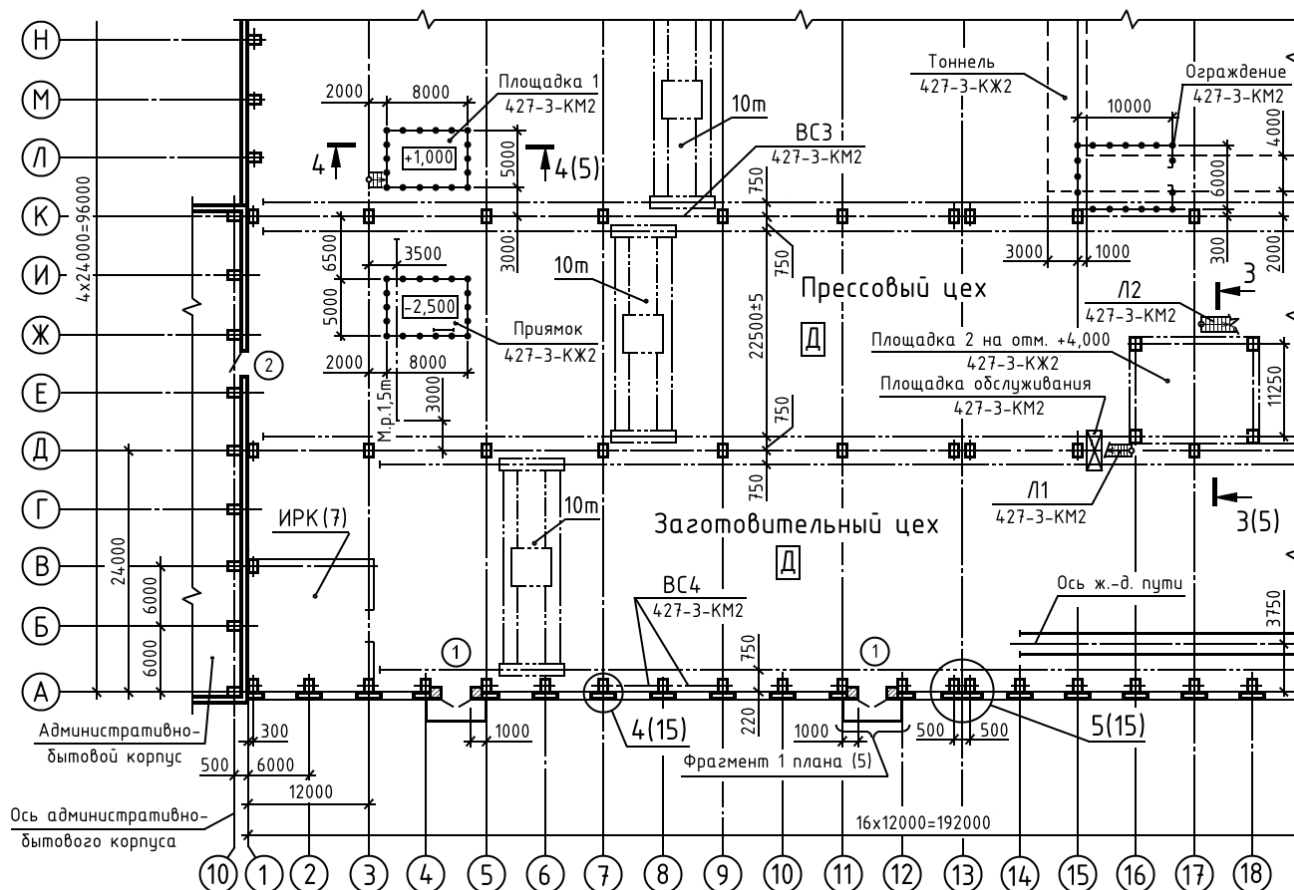 Н
М
Л
К
И
Ж
Е
Д
Г
В
Б
А
4х24000=96000
24000
6000
6000
2000
8000
Площадка 1
427-3-КМ2
+1,000
5000
3000
4
4(5)
10т
ВС3
427-3-КМ2
750
750
Тоннель
427-3-КЖ2
Ограждение
427-3-КМ2
10000
4000
6000
300
2000
3000
1000
6500
5000
3500
-2,500
Приямок
427-3-КЖ2
2000
8000
3000
М.р.1,5т
2
10т
22500±5
Прессовый цех
Д
3
Л2
427-3-КМ2
Площадка 2 на отм. +4,000
427-3-КЖ2
Площадка обслуживания
427-3-КМ2
11250
750
750
Л1
427-3-КМ2
3(5)
ИРК(7)
10т
Заготовительный цех
Д
ВС4
427-3-КМ2
Ось ж.-д. пути
3750
1
1
750
220
4(15)
5(15)
Административно-
бытовой корпус
300
500
6000
12000
1000
1000
500
500
Фрагмент 1 плана (5)
Ось административно-
бытового корпуса
16х12000=192000
10
1
2
3
4
5
6
7
8
9
10
11
12
13
14
15
16
17
18